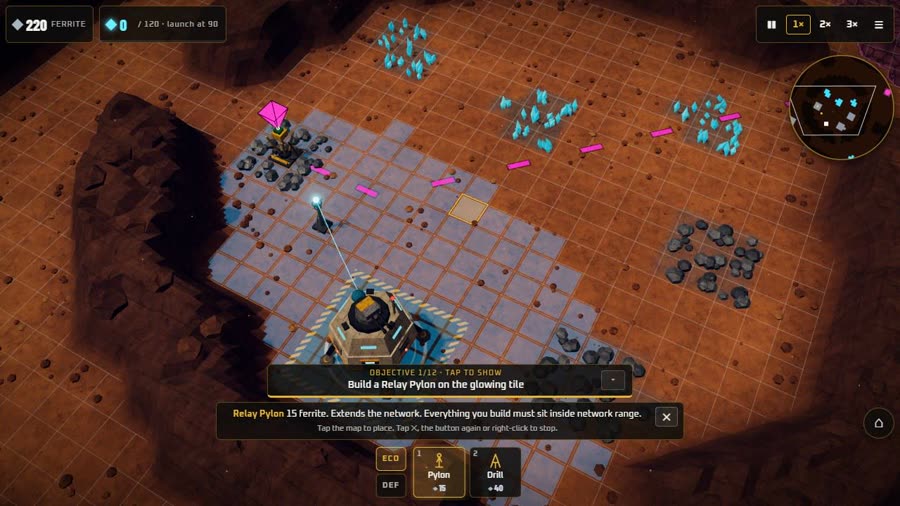 220 FERRITE
0 / 120 · launch at 90
1×
2×
3×
OBJECTIVE 1/12 · TAP TO SHOW
Build a Relay Pylon on the glowing tile
Relay Pylon 15 ferrite. Extends the network. Everything you build must sit inside network range.
Tap the map to place. Tap ✕, the button again or right-click to stop.
ECO
DEF
1
Pylon
15
2
Drill
40